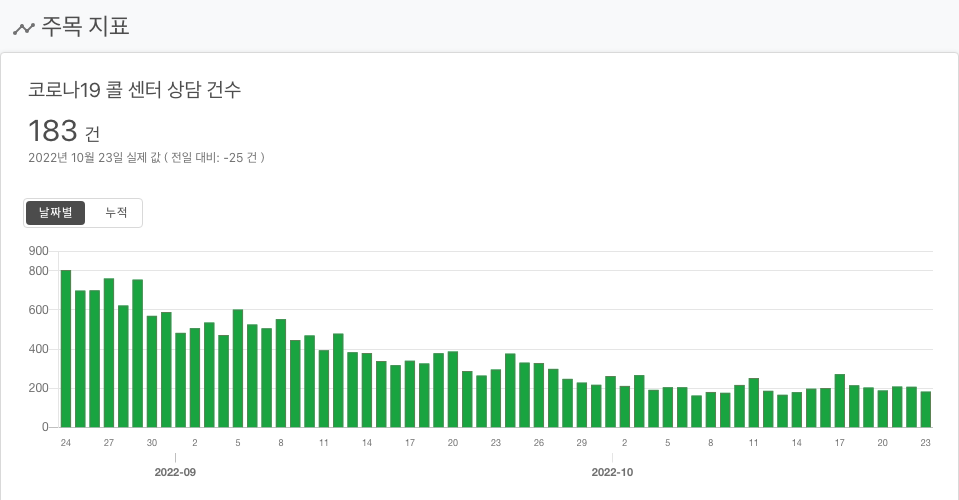 주목 지표
코로나19 콜 센터 상담 건수
183 건
2022년 10월 23일 실제 값 ( 전일 대비: -25 건 )
날짜별 누적
900
800
600
400
200
0
24 27 30 2 5 8 11 14 17 20 23 26 29 2 5 8 11 14 17 20 23
2022-09 2022-10